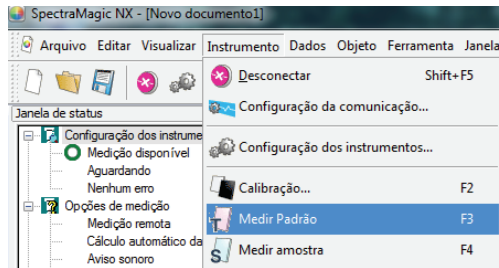 SpectraMagic NX - [Novo documento1]
Arquivo Editar Visualizar Instrumento Dados Objeto Ferramenta Janela
Desconectar Shift+F5
Janela de status
Configuração da comunicação...
Configuração dos instrume
Medição disponível
Configuração dos instrumentos...
Aguardando
Nenhum erro
Calibração... F2
Opções de medição
Medição remota
Medir Padrão F3
Cálculo automático da
Aviso sonoro
Medir amostra F4